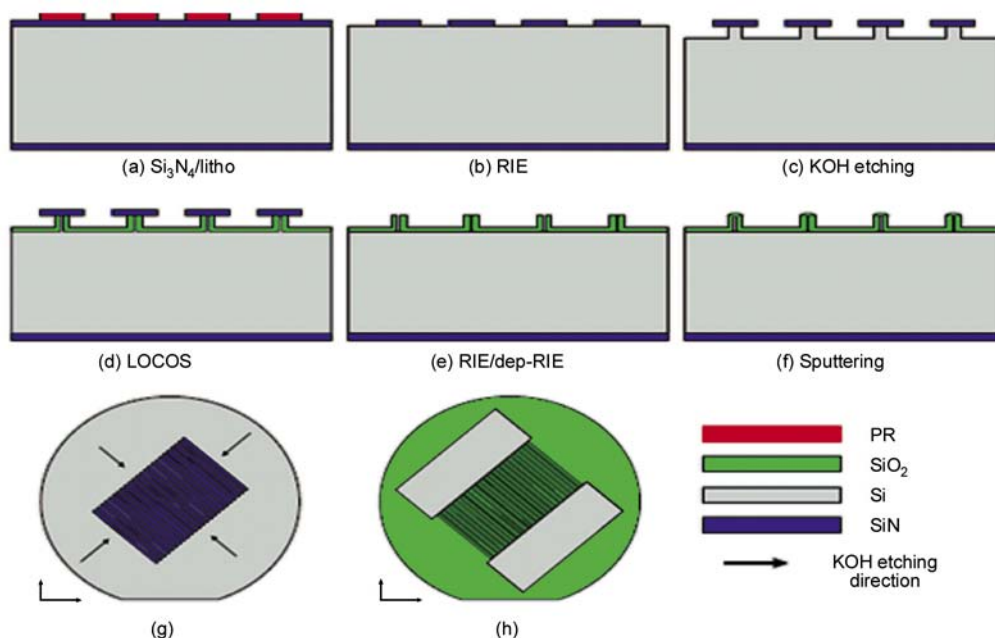 (a) Si₃N₄/litho
(b) RIE
(c) KOH etching
(d) LOCOS
(e) RIE/dep-RIE
(f) Sputtering
PR
SiO₂
Si
SiN
KOH etching
direction
(g)
(h)